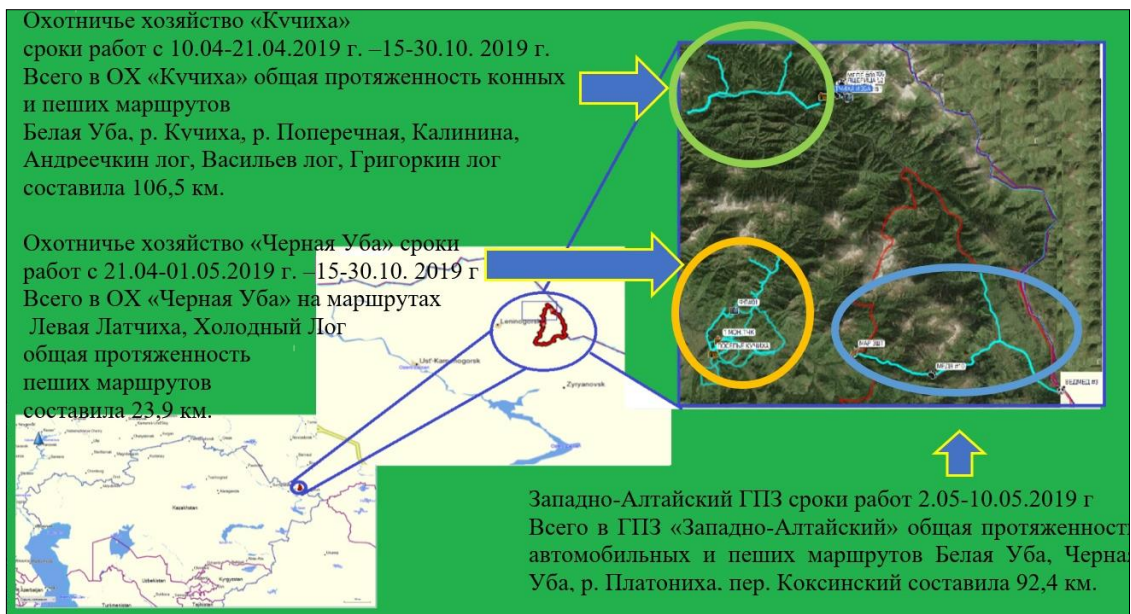 Охотничье хозяйство «Кучиха»
сроки работ с 10.04-21.04.2019 г. –15-30.10. 2019 г.
Всего в ОХ «Кучиха» общая протяженность конных
и пеших маршрутов
Белая Уба, р. Кучиха, р. Поперечная, Калинина,
Андреечкин лог, Васильев лог, Григоркин лог
составила 106,5 км.
Охотничье хозяйство «Черная Уба» сроки
работ с 21.04-01.05.2019 г. –15-30.10. 2019 г
Всего в ОХ «Черная Уба» на маршрутах
Левая Латчиха, Холодный Лог
общая протяженность
пеших маршрутов
составила 23,9 км.
Leninogorsk
Ust'-Kamenogorsk
Zyryanovsk
Kazakhstan
Uzbekistan
Kyrgyzstan
Turkmenistan
Azerbaijan
Западно-Алтайский ГПЗ сроки работ 2.05-10.05.2019 г
Всего в ГПЗ «Западно-Алтайский» общая протяженност
автомобильных и пеших маршрутов Белая Уба, Черна
Уба, р. Платониха. пер. Коксинский составила 92,4 км.